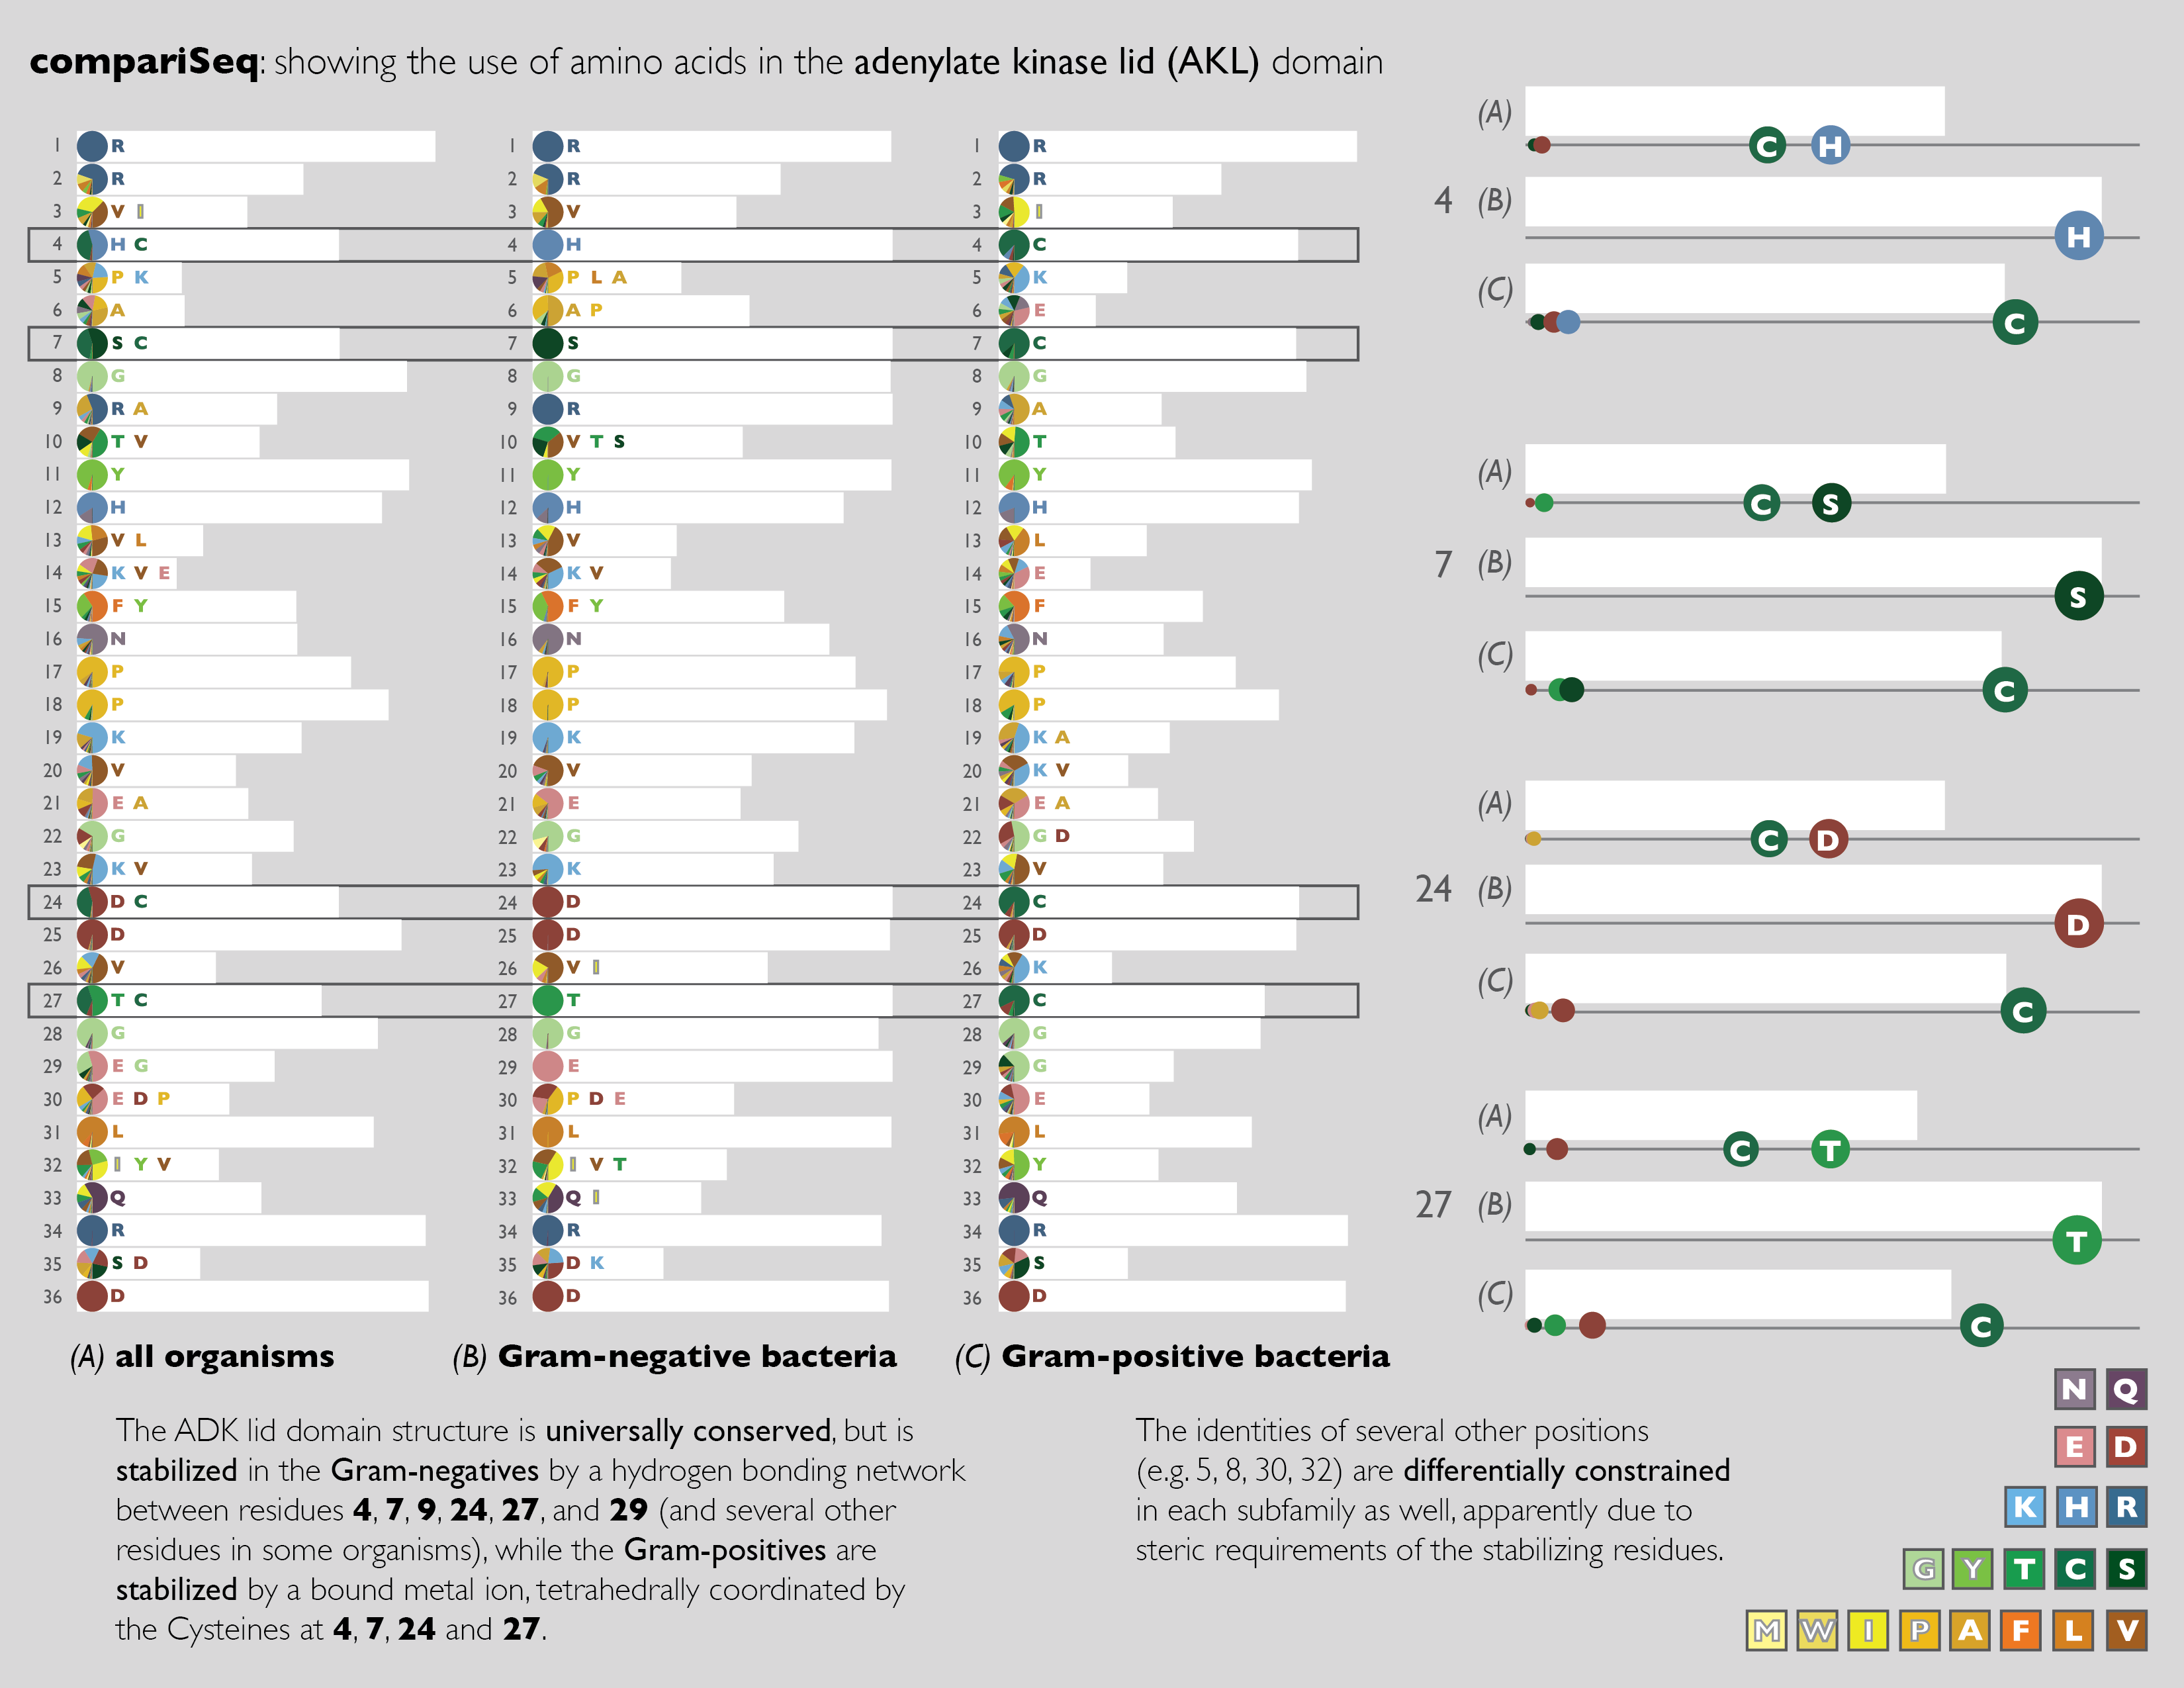 compariSeq: showing the use of amino acids in the adenylate kinase lid (AKL) domain
1 R
2 R
3 V I
4 H C
5 P K
6 A
7 S C
8 G
9 R A
10 T V
11 Y
12 H
13 V L
14 K V E
15 F Y
16 N
17 P
18 P
19 K
20 V
21 E A
22 G
23 K V
24 D C
25 D
26 V
27 T C
28 G
29 E G
30 E D P
31 L
32 I Y V
33 Q
34 R
35 S D
36 D
(A) all organisms
1 R
2 R
3 V
4 H
5 P L A
6 A P
7 S
8 G
9 R
10 V T S
11 Y
12 H
13 V
14 K V
15 F Y
16 N
17 P
18 P
19 K
20 V
21 E
22 G
23 K
24 D
25 D
26 V I
27 T
28 G
29 E
30 P D E
31 L
32 I V T
33 Q I
34 R
35 D K
36 D
(B) Gram-negative bacteria
1 R
2 R
3 I
4 C
5 K
6 E
7 C
8 G
9 A
10 T
11 Y
12 H
13 L
14 E
15 F
16 N
17 P
18 P
19 K A
20 K V
21 E A
22 G D
23 V
24 C
25 D
26 K
27 C
28 G
29 G
30 E
31 L
32 Y
33 Q
34 R
35 S
36 D
(C) Gram-positive bacteria
(A)
C H
4 (B)
H
(C)
C
(A)
C S
7 (B)
S
(C)
C
(A)
C D
24 (B)
D
(C)
C
(A)
C T
27 (B)
T
(C)
C
The ADK lid domain structure is universally conserved, but is
stabilized in the Gram-negatives by a hydrogen bonding network
between residues 4, 7, 9, 24, 27, and 29 (and several other
residues in some organisms), while the Gram-positives are
stabilized by a bound metal ion, tetrahedrally coordinated by
the Cysteines at 4, 7, 24 and 27.
The identities of several other positions
(e.g. 5, 8, 30, 32) are differentially constrained
in each subfamily as well, apparently due to
steric requirements of the stabilizing residues.
N Q
E D
K H R
G Y T C S
M W I P A F L V